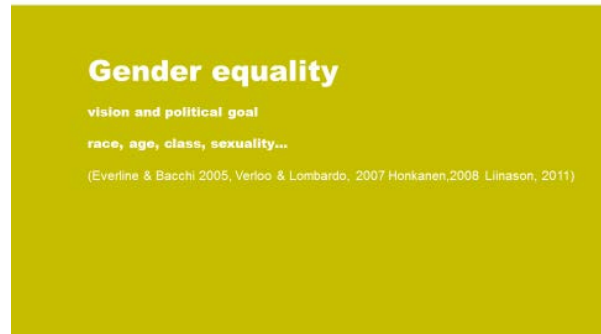 Gender equality
vision and political goal
race, age, class, sexuality...
(Everline & Bacchi 2005, Verloo & Lombardo, 2007 Honkanen,2008 Liinason, 2011)